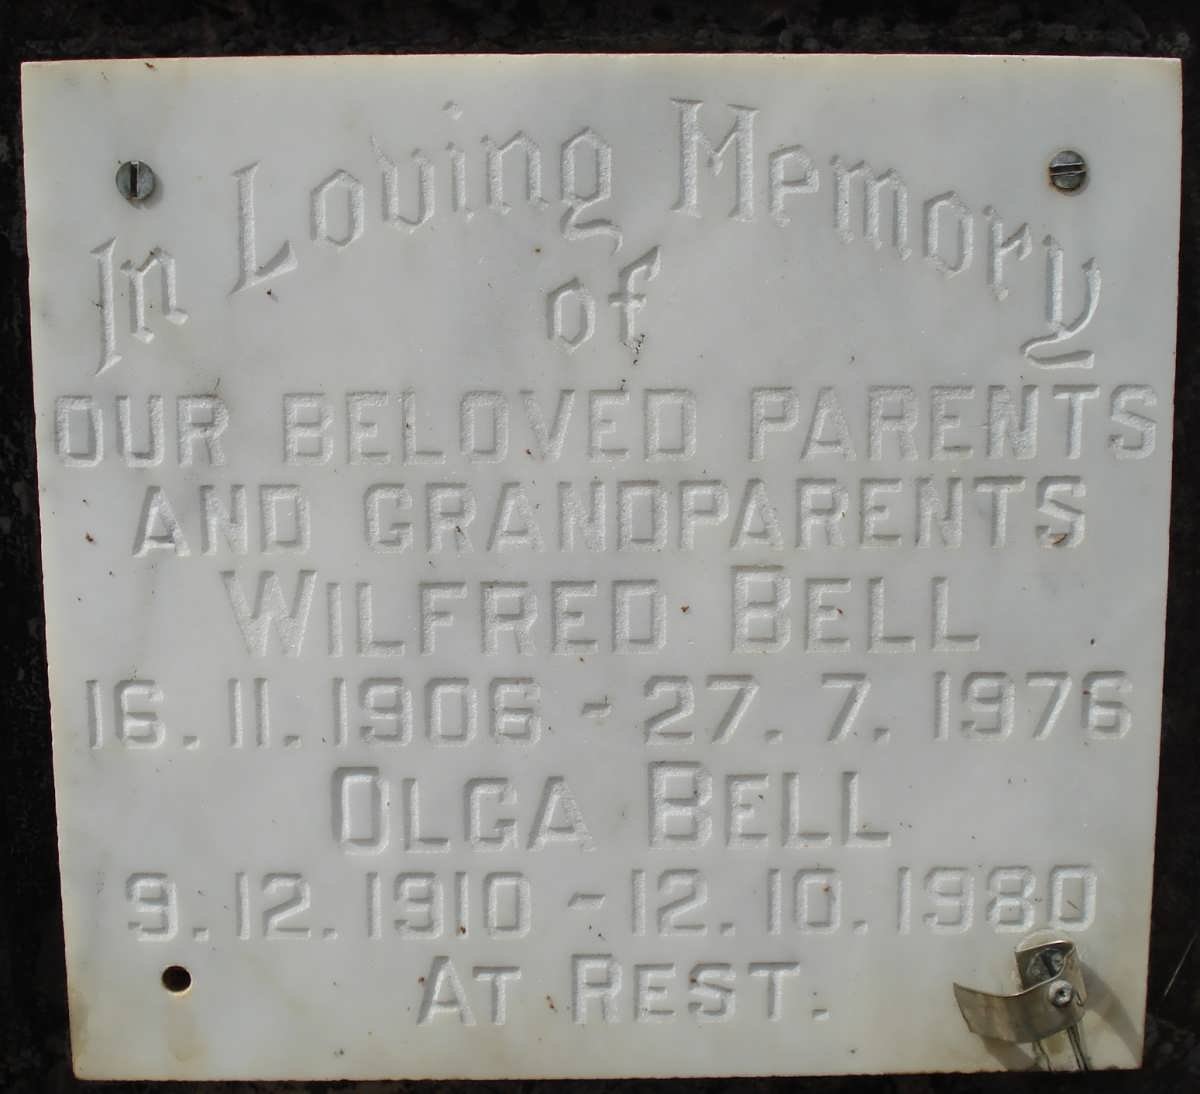 In Loving Memory
of
OUR BELOVED PARENTS
AND GRANDPARENTS
WILFRED BELL
16.11.1906 - 27.7.1976
OLGA BELL
9.12.1910 - 12.10.1980
AT REST.